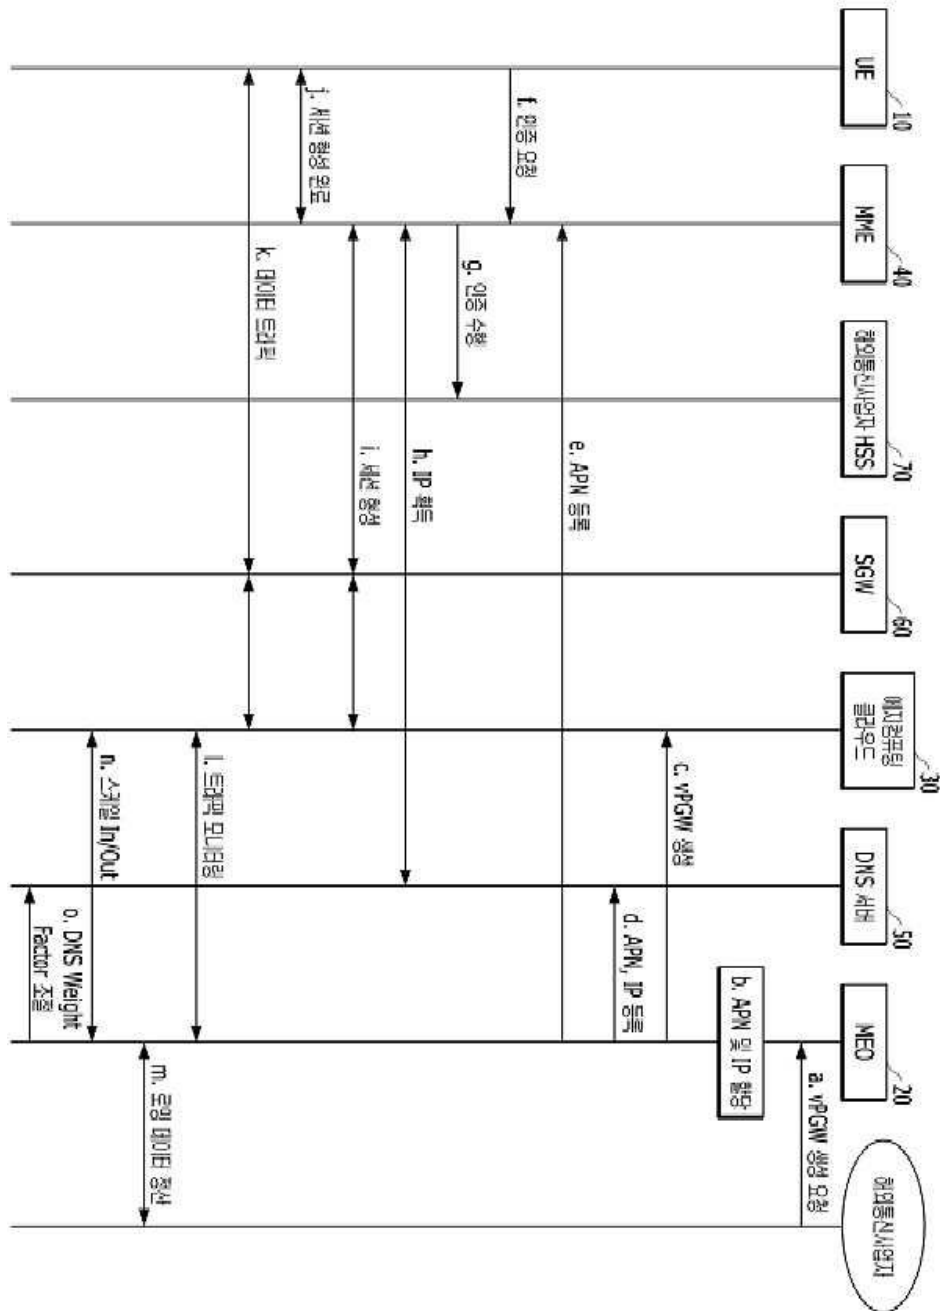 UE
10
MME
40
해외통신사업자 HSS
70
SGW
60
에지컴퓨팅
클라우드
30
DNS 서버
50
MEO
20
해외통신사업자
a. vPGW 생성 요청
b. APN 및 IP 할당
c. vPGW 생성
d. APN, IP 등록
e. APN 등록
f. 인증 요청
g. 인증 수행
h. IP 획득
i. 세션 형성
j. 세션 형성 완료
k. 데이터 트래픽
l. 트래픽 모니터링
m. 로밍 데이터 정산
n. 스케일 In/Out
o. DNS Weight
Factor 조절